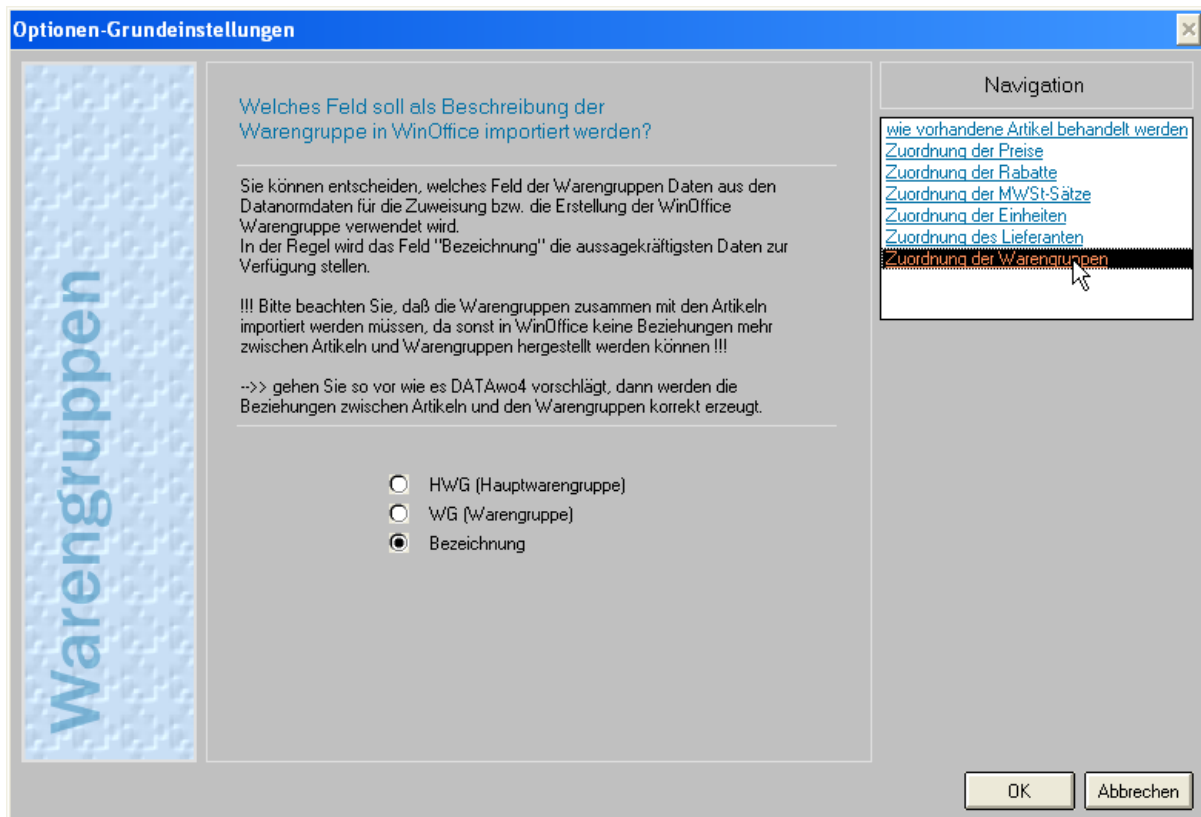 Optionen-Grundeinstellungen
Warengruppen
Welches Feld soll als Beschreibung der
Warengruppe in WinOffice importiert werden?
Sie können entscheiden, welches Feld der Warengruppen Daten aus den
Datanormdaten für die Zuweisung bzw. die Erstellung der WinOffice
Warengruppe verwendet wird.
In der Regel wird das Feld "Bezeichnung" die aussagekräftigsten Daten zur
Verfügung stellen.
!!! Bitte beachten Sie, daß die Warengruppen zusammen mit den Artikeln
importiert werden müssen, da sonst in WinOffice keine Beziehungen mehr
zwischen Artikeln und Warengruppen hergestellt werden können !!!
-->> gehen Sie so vor wie es DATAwo4 vorschlägt, dann werden die
Beziehungen zwischen Artikeln und den Warengruppen korrekt erzeugt.
HWG (Hauptwarengruppe)
WG (Warengruppe)
Bezeichnung
Navigation
wie vorhandene Artikel behandelt werden
Zuordnung der Preise
Zuordnung der Rabatte
Zuordnung der MWSt-Sätze
Zuordnung der Einheiten
Zuordnung des Lieferanten
Zuordnung der Warengruppen
OK
Abbrechen